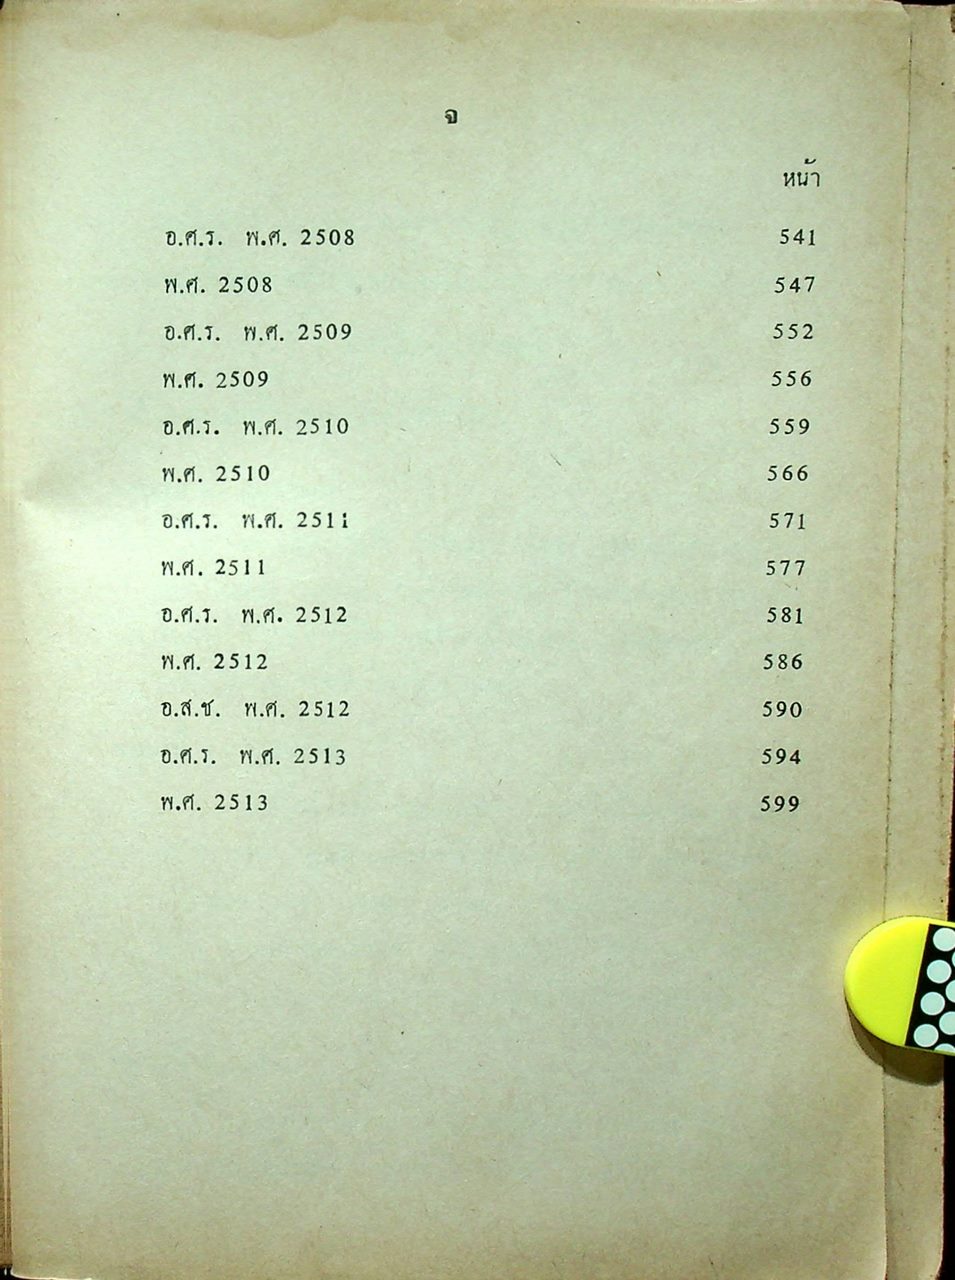 จ
หน้า
อ.ศ.ร. พ.ศ. 2508 541
พ.ศ. 2508 547
อ.ศ.ร. พ.ศ. 2509 552
พ.ศ. 2509 556
อ.ศ.ร. พ.ศ. 2510 559
พ.ศ. 2510 566
อ.ศ.ร. พ.ศ. 2511 571
พ.ศ. 2511 577
อ.ศ.ร. พ.ศ. 2512 581
พ.ศ. 2512 586
อ.ส.ช. พ.ศ. 2512 590
อ.ศ.ร. พ.ศ. 2513 594
พ.ศ. 2513 599